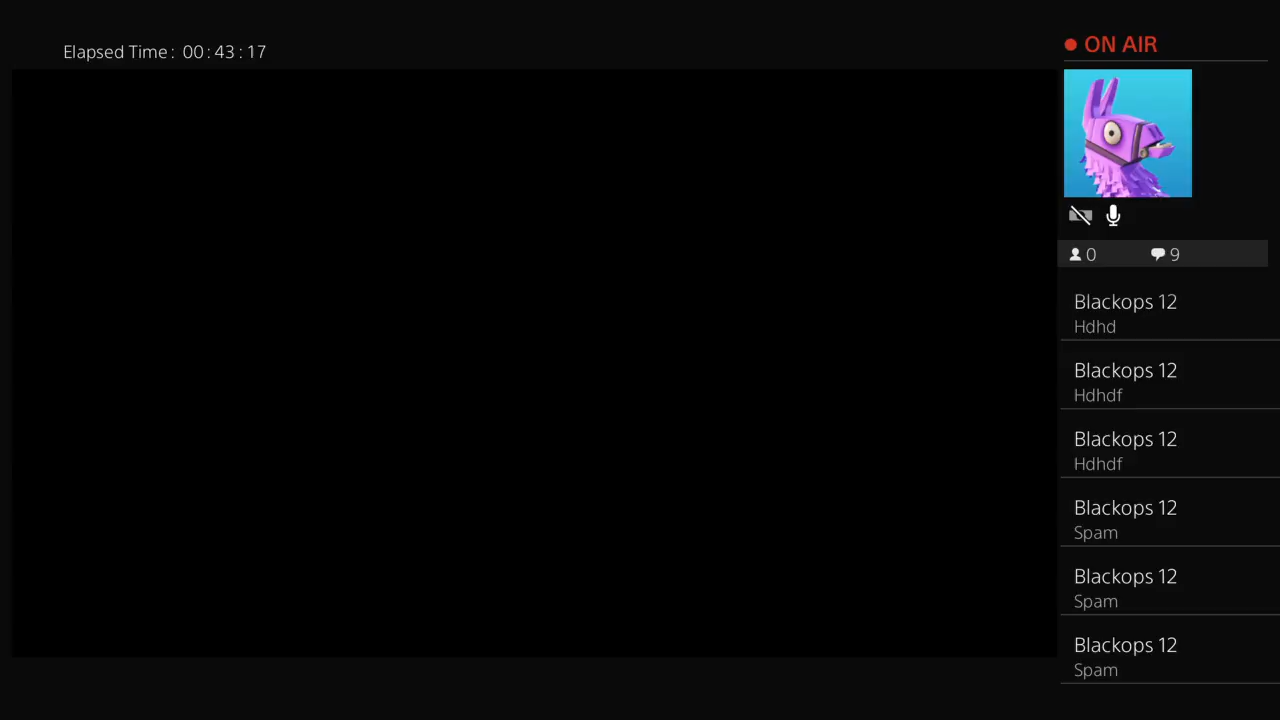 Elapsed Time: 00:43:17
ON AIR
0 9
Blackops 12
Hdhd
Blackops 12
Hdhdf
Blackops 12
Hdhdf
Blackops 12
Spam
Blackops 12
Spam
Blackops 12
Spam